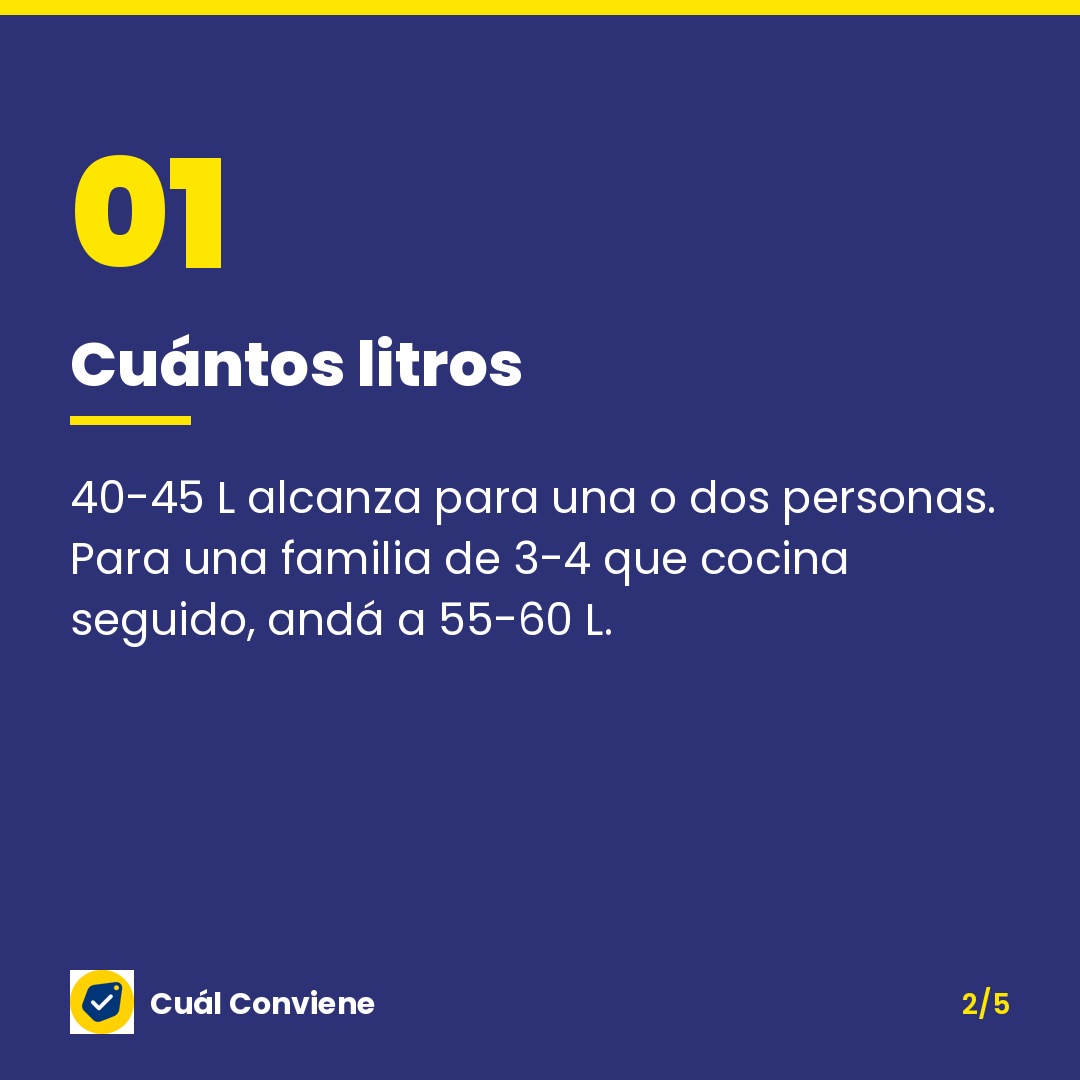 01
Cuántos litros
40-45 L alcanza para una o dos personas.
Para una familia de 3-4 que cocina
seguido, andá a 55-60 L.
Cuál Conviene
2/5